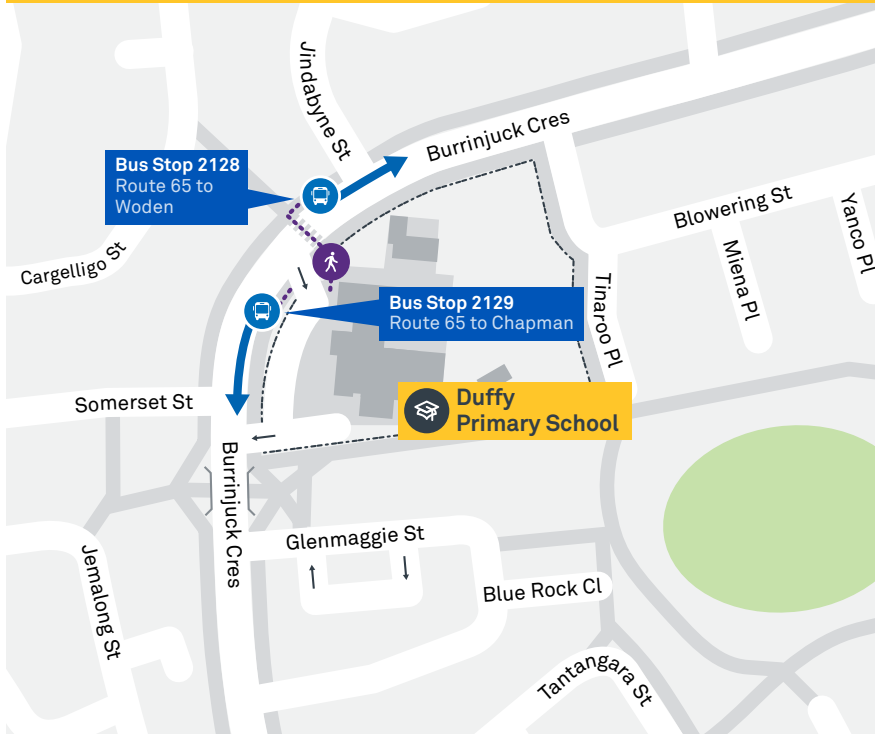 Jindabyne St
Burrinjuck Cres
Bus Stop 2128
Route 65 to
Woden
Blowering St
Yanco Pl
Miena Pl
Cargelligo St
Tinaroo Pl
Bus Stop 2129
Route 65 to Chapman
Somerset St
Duffy
Primary School
Burrinjuck Cres
Glenmaggie St
Jemalong St
Blue Rock Cl
Tantangara St